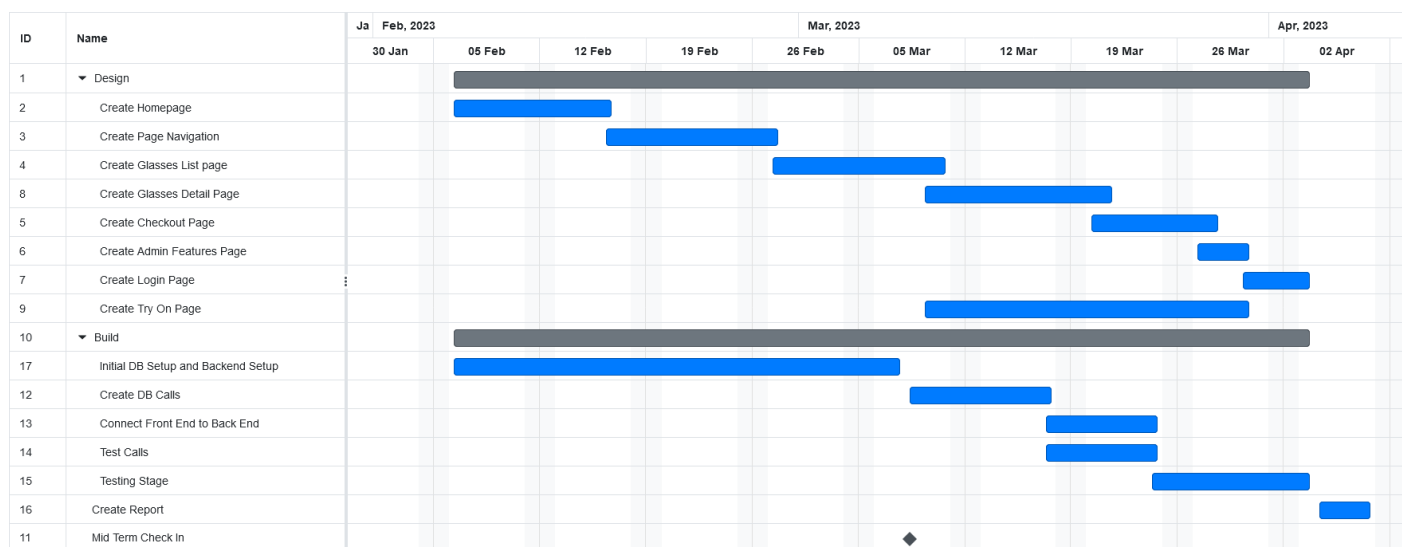 ID Name Ja Feb, 2023 Mar, 2023 Apr, 2023
30 Jan 05 Feb 12 Feb 19 Feb 26 Feb 05 Mar 12 Mar 19 Mar 26 Mar 02 Apr
1 Design
2 Create Homepage
3 Create Page Navigation
4 Create Glasses List page
8 Create Glasses Detail Page
5 Create Checkout Page
6 Create Admin Features Page
7 Create Login Page
9 Create Try On Page
10 Build
17 Initial DB Setup and Backend Setup
12 Create DB Calls
13 Connect Front End to Back End
14 Test Calls
15 Testing Stage
16 Create Report
11 Mid Term Check In